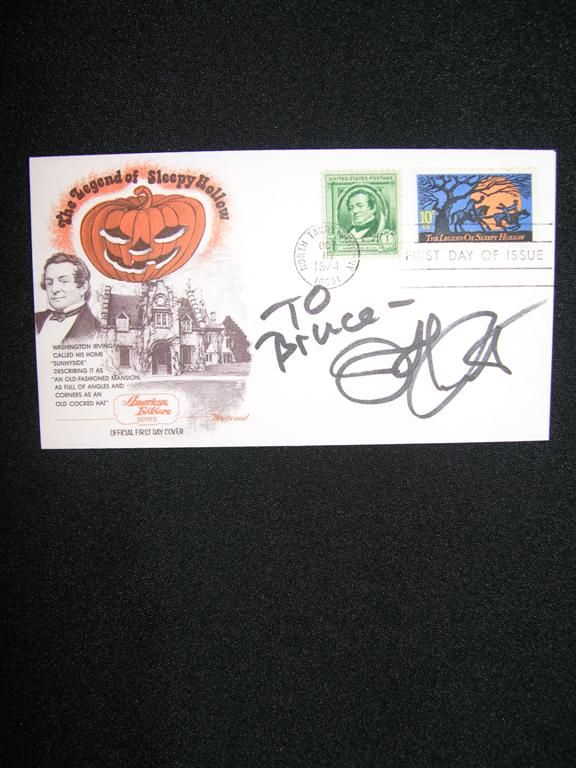 The Legend of Sleepy Hollow
WASHINGTON IRVING
CALLED HIS HOME
"SUNNYSIDE"
DESCRIBING IT AS
"AN OLD-FASHIONED MANSION,
AS FULL OF ANGLES AND
CORNERS AS AN
OLD COCKED HAT"
American
Folklore
SERIES
Fleetwood
OFFICIAL FIRST DAY COVER
UNITED STATES POSTAGE
1
10c
US
THE LEGEND OF SLEEPY HOLLOW
NORTH TARRYTOWN NY
OCT
10
1974
10591
FIRST DAY OF ISSUE
TO
Bruce -